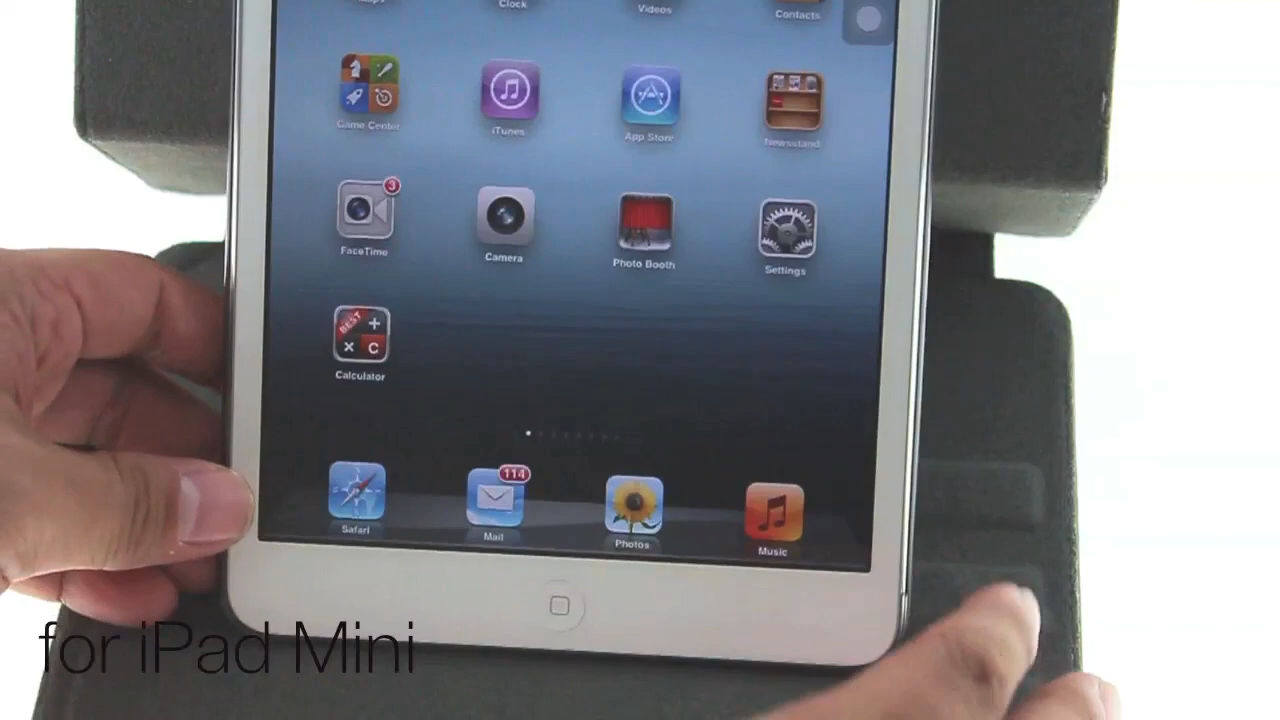 Clock
Videos
Contacts
Game Center
iTunes
App Store
Newsstand
3
FaceTime
Camera
Photo Booth
Settings
BEST
+
× C
Calculator
114
Safari
Mail
Photos
Music
for iPad Mini